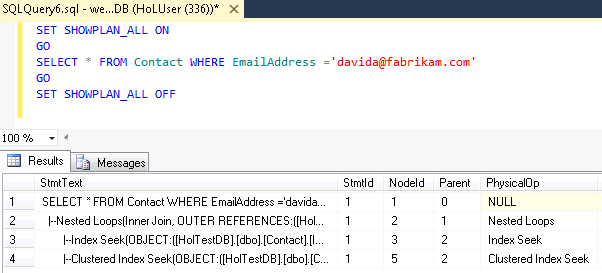 SQLQuery6.sql - we...DB (HoLUser (336))*
SET SHOWPLAN_ALL ON
GO
SELECT * FROM Contact WHERE EmailAddress ='davida@fabrikam.com'
GO
SET SHOWPLAN_ALL OFF
100 %
Results Messages
StmtText StmtId NodeId Parent PhysicalOp
1 SELECT * FROM Contact WHERE EmailAddress ='davida... 1 1 0 NULL
2 |--Nested Loops(Inner Join, OUTER REFERENCES:([Hol... 1 2 1 Nested Loops
3 |--Index Seek(OBJECT:([HolTestDB].[dbo].[Contact].[I... 1 3 2 Index Seek
4 |--Clustered Index Seek(OBJECT:([HolTestDB].[dbo].[C... 1 5 2 Clustered Index Seek